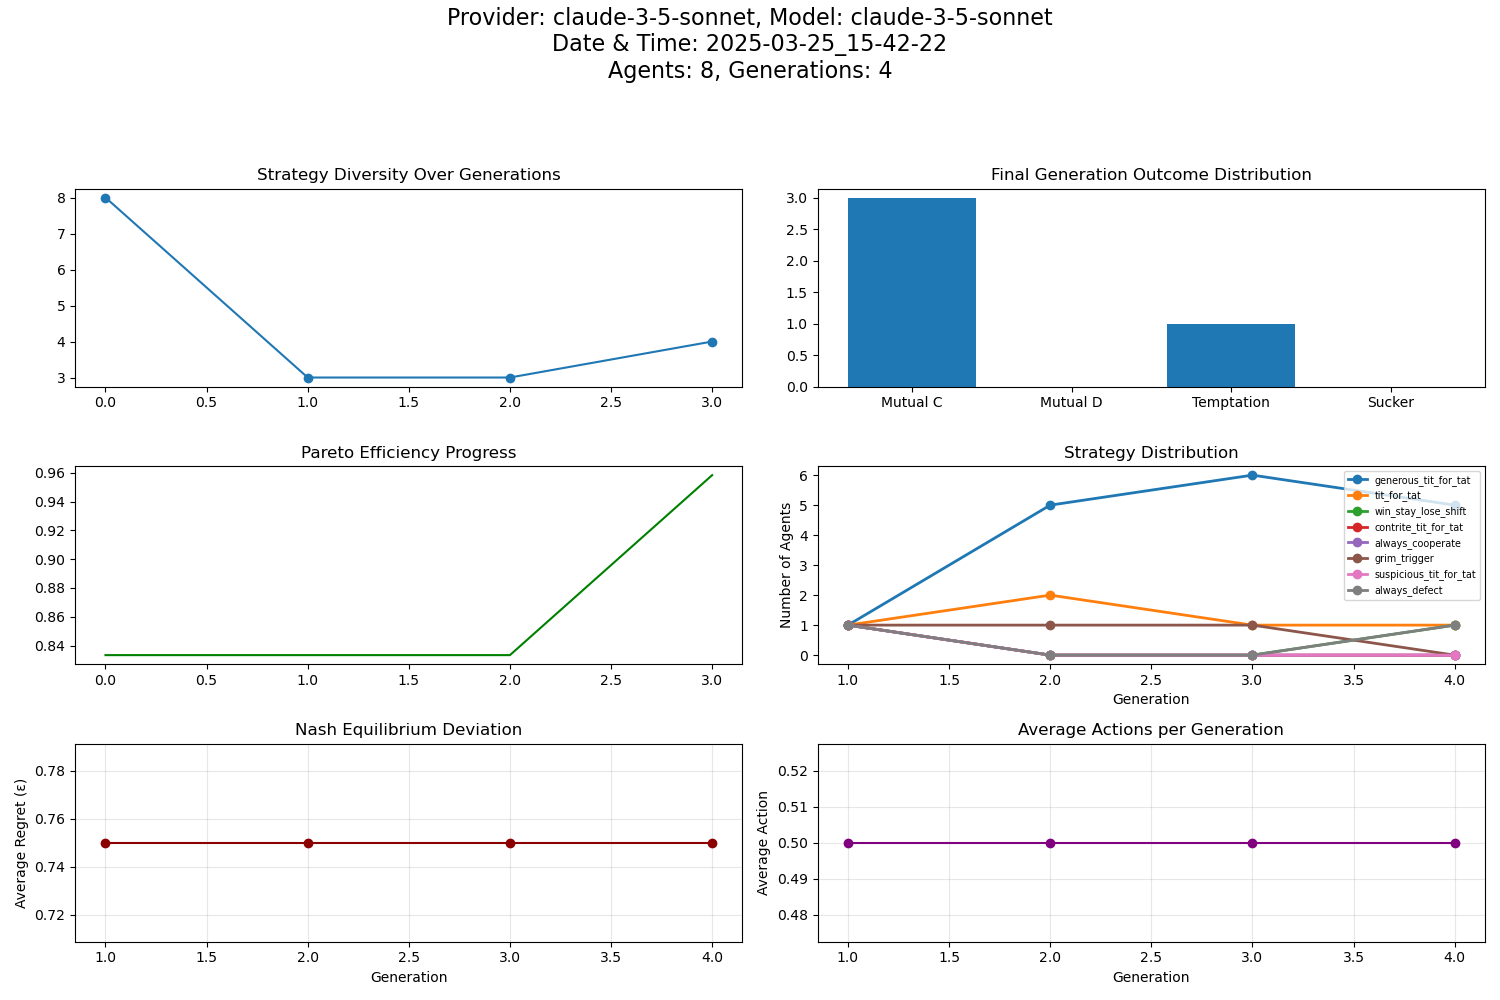 Provider: claude-3-5-sonnet, Model: claude-3-5-sonnet
Date & Time: 2025-03-25_15-42-22
Agents: 8, Generations: 4
Strategy Diversity Over Generations
8
7
6
5
4
3
0.0 0.5 1.0 1.5 2.0 2.5 3.0
Final Generation Outcome Distribution
3.0
2.5
2.0
1.5
1.0
0.5
0.0
Mutual C Mutual D Temptation Sucker
Pareto Efficiency Progress
0.96
0.94
0.92
0.90
0.88
0.86
0.84
0.0 0.5 1.0 1.5 2.0 2.5 3.0
Strategy Distribution
Number of Agents
6
5
4
3
2
1
0
generous_tit_for_tat
tit_for_tat
win_stay_lose_shift
contrite_tit_for_tat
always_cooperate
grim_trigger
suspicious_tit_for_tat
always_defect
1.0 1.5 2.0 2.5 3.0 3.5 4.0
Generation
Nash Equilibrium Deviation
Average Regret (ε)
0.78
0.76
0.74
0.72
1.0 1.5 2.0 2.5 3.0 3.5 4.0
Generation
Average Actions per Generation
Average Action
0.52
0.51
0.50
0.49
0.48
1.0 1.5 2.0 2.5 3.0 3.5 4.0
Generation